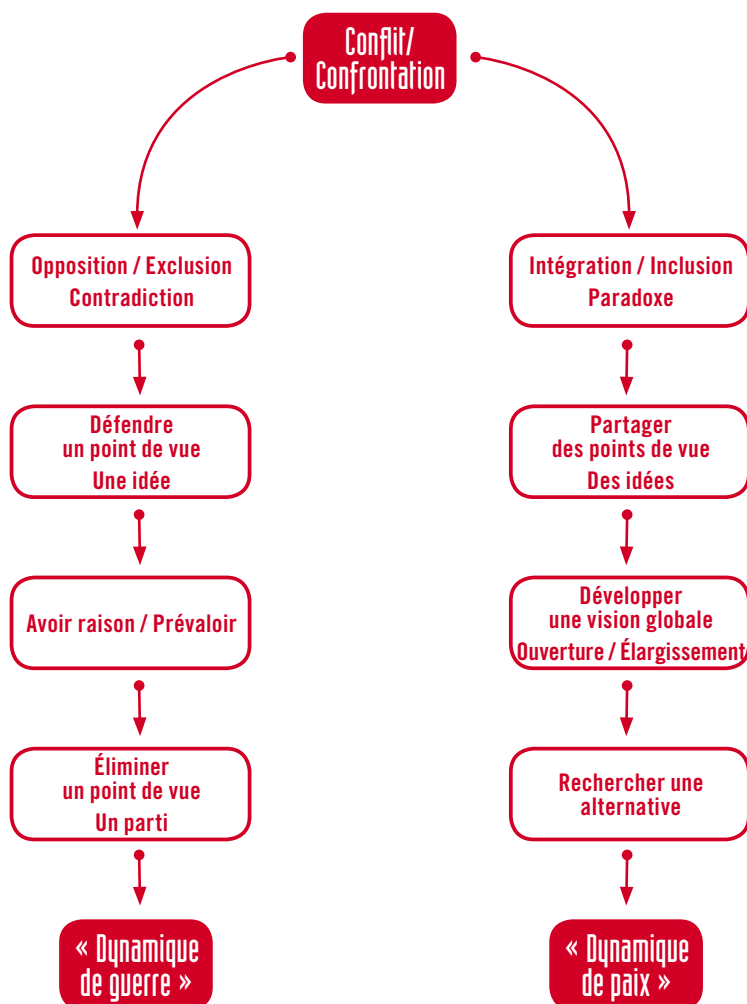 Conflit/
Confrontation
Opposition / Exclusion
Contradiction
Défendre
un point de vue
Une idée
Avoir raison / Prévaloir
Éliminer
un point de vue
Un parti
« Dynamique
de guerre »
Intégration / Inclusion
Paradoxe
Partager
des points de vue
Des idées
Développer
une vision globale
Ouverture / Élargissement
Rechercher une
alternative
« Dynamique
de paix »